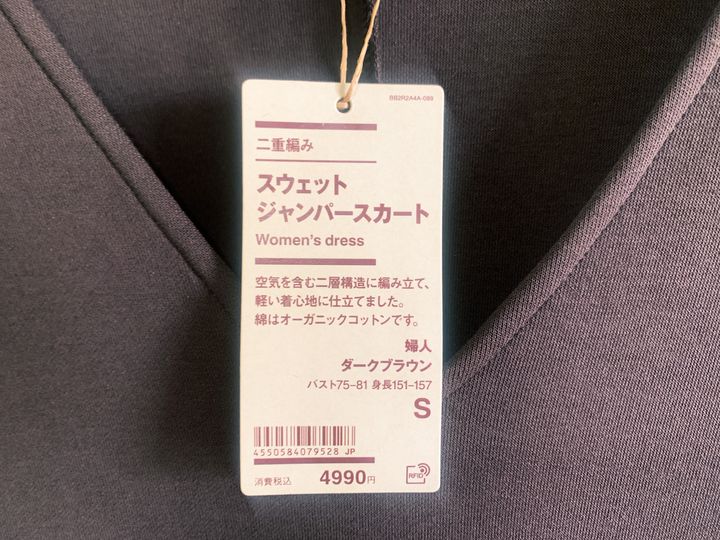 BB2R2A4A-089
二重編み
スウェット
ジャンパースカート
Women's dress
空気を含む二層構造に編み立て、
軽い着心地に仕立てました。
綿はオーガニックコットンです。
婦人
ダークブラウン
バスト75-81 身長151-157
S
4550584079528 JP
消費税込 4990円
RFID